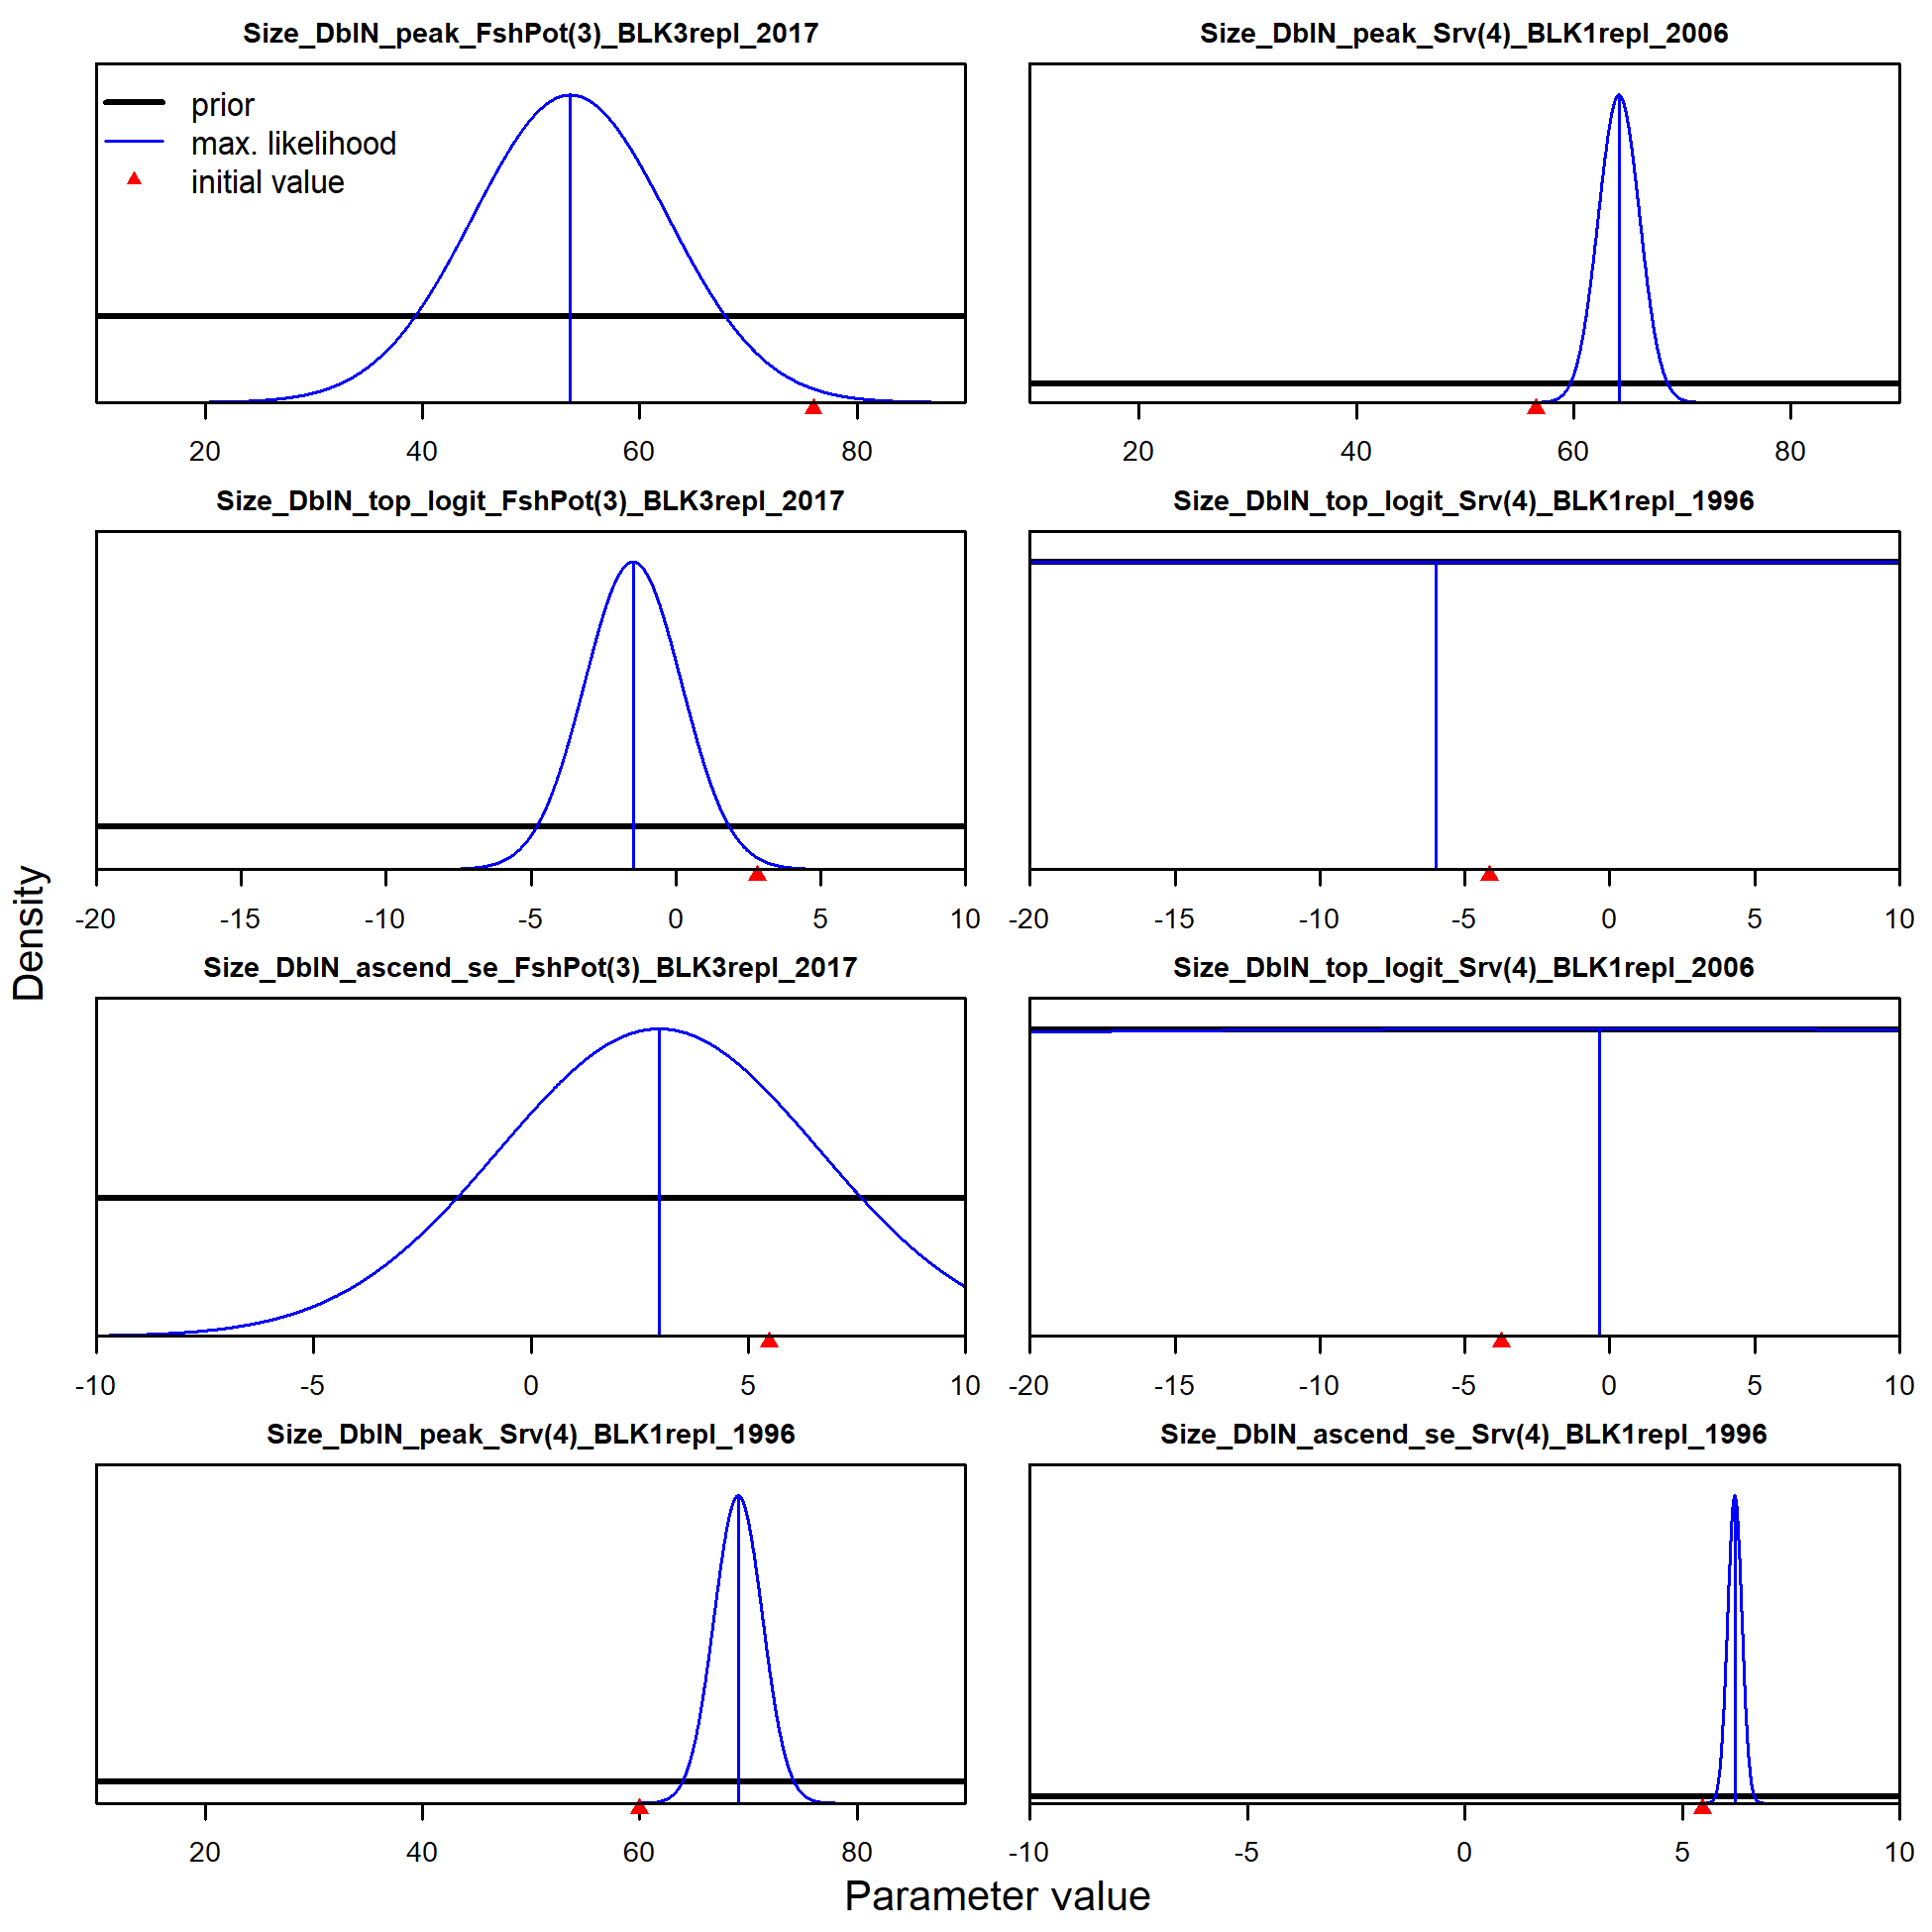 Size_DblN_peak_FshPot(3)_BLK3repl_2017
prior
max. likelihood
initial value
20 40 60 80
Size_DblN_peak_Srv(4)_BLK1repl_2006
20 40 60 80
Size_DblN_top_logit_FshPot(3)_BLK3repl_2017
-20 -15 -10 -5 0 5 10
Size_DblN_top_logit_Srv(4)_BLK1repl_1996
-20 -15 -10 -5 0 5 10
Density
Size_DblN_ascend_se_FshPot(3)_BLK3repl_2017
-10 -5 0 5 10
Size_DblN_top_logit_Srv(4)_BLK1repl_2006
-20 -15 -10 -5 0 5 10
Size_DblN_peak_Srv(4)_BLK1repl_1996
20 40 60 80
Size_DblN_ascend_se_Srv(4)_BLK1repl_1996
-10 -5 0 5 10
Parameter value